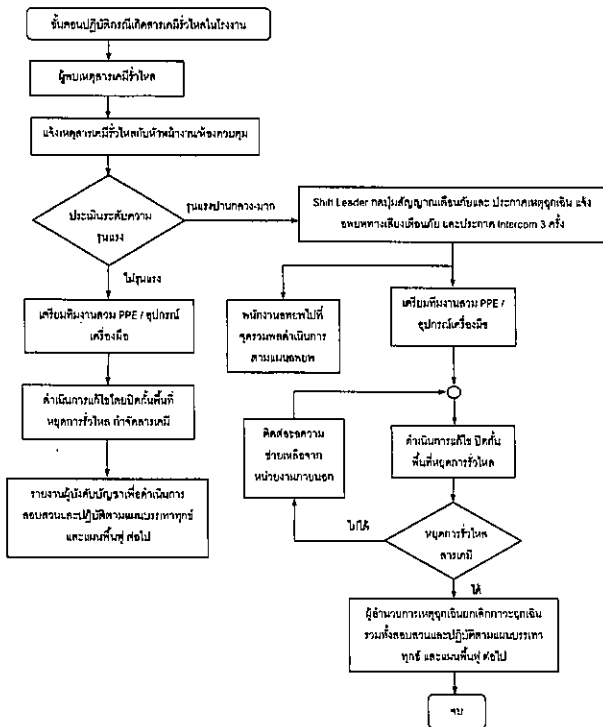 ขั้นตอนปฏิบัติกรณีเกิดสารเคมีรั่วไหลในโรงงาน
ผู้พบเหตุสารเคมีรั่วไหล
แจ้งเหตุสารเคมีรั่วไหลกับหัวหน้างาน/ห้องควบคุม
ประเมินระดับความ
รุนแรง
รุนแรงปานกลาง-มาก
Shift Leader กดปุ่มสัญญาณเตือนภัยและ ประกาศเหตุฉุกเฉิน แจ้ง
อพยพทางเสียงเตือนภัย และประกาศ Intercom 3 ครั้ง
ไม่รุนแรง
เตรียมทีมงานสวม PPE / อุปกรณ์
เครื่องมือ
พนักงานอพยพไปที่
จุดรวมพลดำเนินการ
ตามแผนอพยพ
เตรียมทีมงานสวม PPE /
อุปกรณ์เครื่องมือ
ดำเนินการแก้ไขโดยปิดกั้นพื้นที่
หยุดการรั่วไหล กำจัดสารเคมี
ติดต่อขอความ
ช่วยเหลือจาก
หน่วยงานภายนอก
ดำเนินการแก้ไข ปิดกั้น
พื้นที่หยุดการรั่วไหล
รายงานผู้บังคับบัญชาเพื่อดำเนินการ
สอบสวนและปฏิบัติตามแผนบรรเทาทุกข์
และแผนฟื้นฟู ต่อไป
ไม่ได้
หยุดการรั่วไหล
สารเคมี
ได้
ผู้อำนวยการเหตุฉุกเฉินยกเลิกภาวะฉุกเฉิน
รวมทั้งสอบสวนและปฏิบัติตามแผนบรรเทา
ทุกข์ และแผนฟื้นฟู ต่อไป
จบ